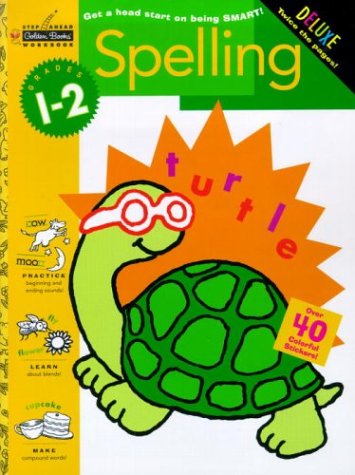 Get a head start on being SMART!
STEP AHEAD
Golden Books
WORKBOOK
Spelling
DELUXE
Twice the pages!
GRADES
1-2
turtle
cow
moon
PRACTICE
beginning and
ending sounds!
fly
flower
LEARN
about blends!
cupcake
MAKE
compound words!
Over
40
Colorful
Stickers!